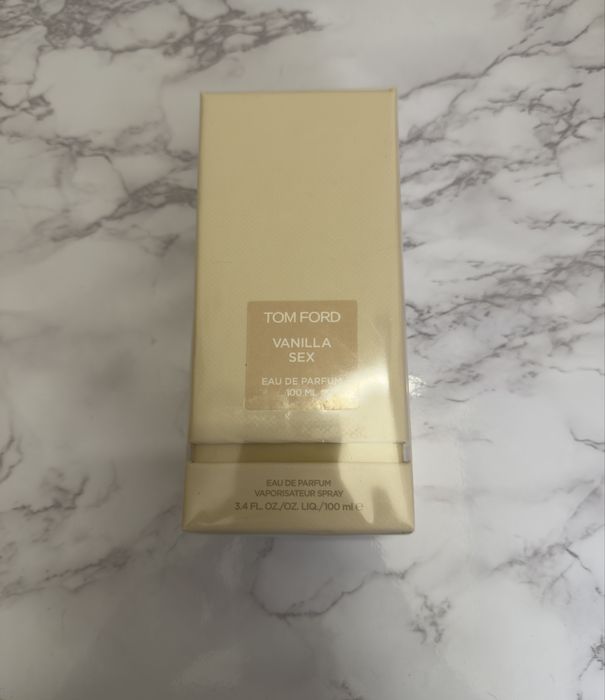 TOM FORD
VANILLA
SEX
EAU DE PARFUM
100 ML
EAU DE PARFUM
VAPORISATEUR SPRAY
3.4 FL. OZ./OZ. LIQ./100 ml ℮